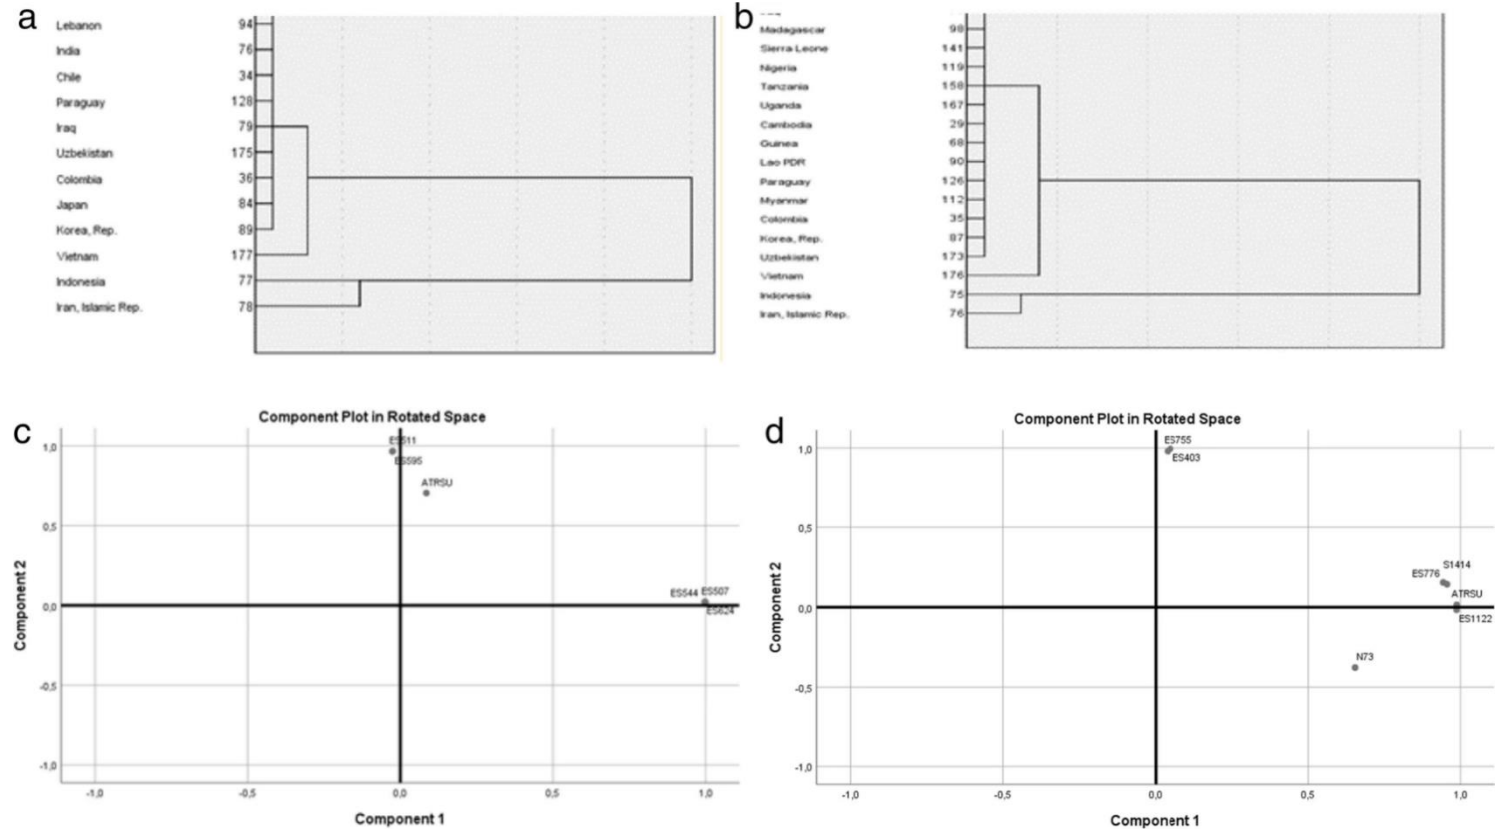 a
Lebanon 94
India 76
Chile 34
Paraguay 128
Iraq 79
Uzbekistan 175
Colombia 36
Japan 84
Korea, Rep. 89
Vietnam 177
Indonesia 77
Iran, Islamic Rep. 78
b
Madagascar 98
Sierra Leone 141
Nigeria 119
Tanzania 158
Uganda 167
Cambodia 29
Guinea 68
Lao PDR 90
Paraguay 126
Myanmar 112
Colombia 35
Korea, Rep. 87
Uzbekistan 173
Vietnam 176
Indonesia 75
Iran, Islamic Rep. 76
c
Component Plot in Rotated Space
ES511
ES595
ATRSU
ES544 ES507
ES624
1,0
0,5
0,0
-0,5
-1,0
Component 2
-1,0 -0,5 0,0 0,5 1,0
Component 1
d
Component Plot in Rotated Space
ES755
ES403
S1414
ES776
ATRSU
ES1122
N73
1,0
0,5
0,0
-0,5
-1,0
Component 2
-1,0 -0,5 0,0 0,5 1,0
Component 1